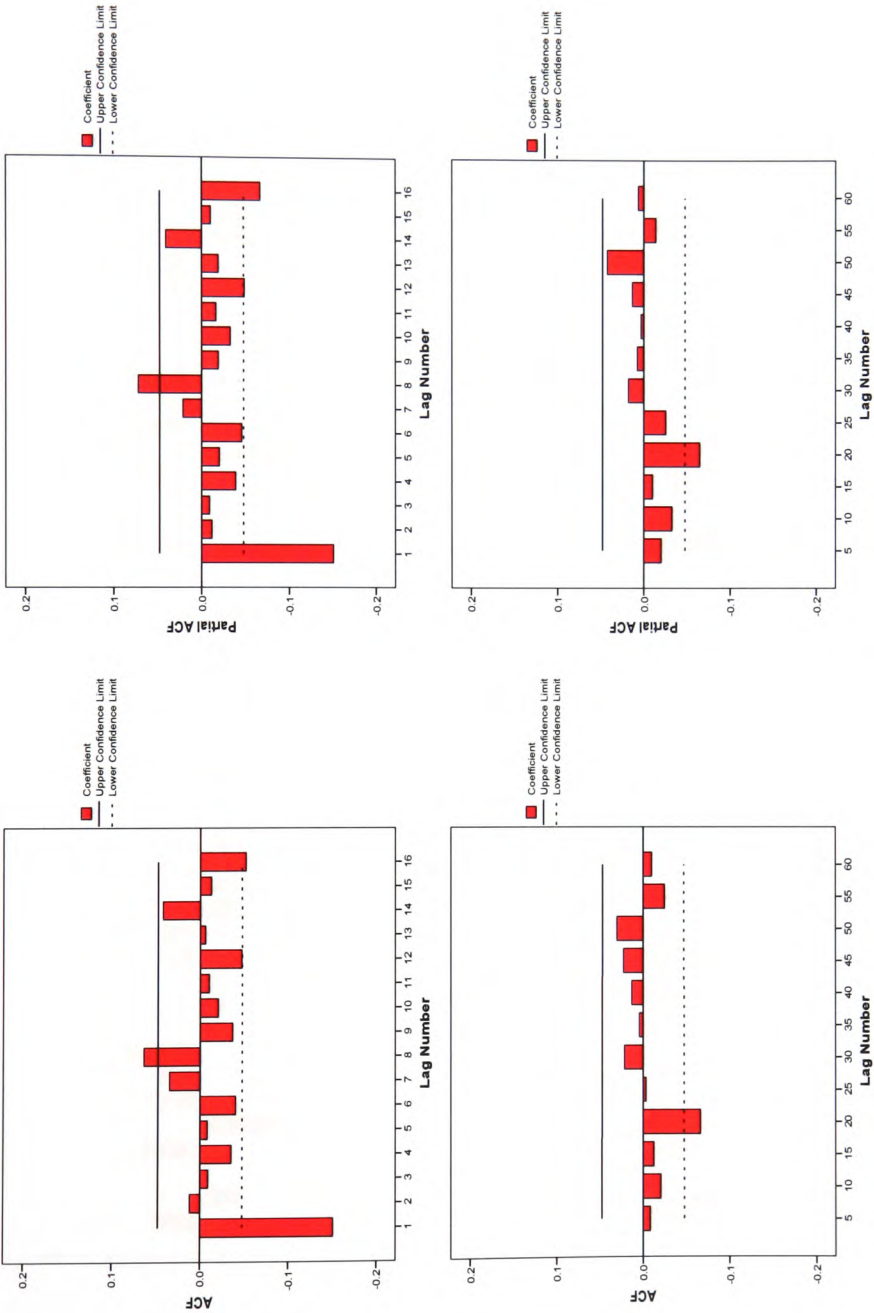 Coefficient
Upper Confidence Limit
Lower Confidence Limit
0.2
0.1
0.0
-0.1
-0.2
ACF
1 2 3 4 5 6 7 8 9 10 11 12 13 14 15 16
Lag Number
Coefficient
Upper Confidence Limit
Lower Confidence Limit
0.2
0.1
0.0
-0.1
-0.2
Partial ACF
1 2 3 4 5 6 7 8 9 10 11 12 13 14 15 16
Lag Number
Coefficient
Upper Confidence Limit
Lower Confidence Limit
0.2
0.1
0.0
-0.1
-0.2
ACF
5 10 15 20 25 30 35 40 45 50 55 60
Lag Number
Coefficient
Upper Confidence Limit
Lower Confidence Limit
0.2
0.1
0.0
-0.1
-0.2
Partial ACF
5 10 15 20 25 30 35 40 45 50 55 60
Lag Number